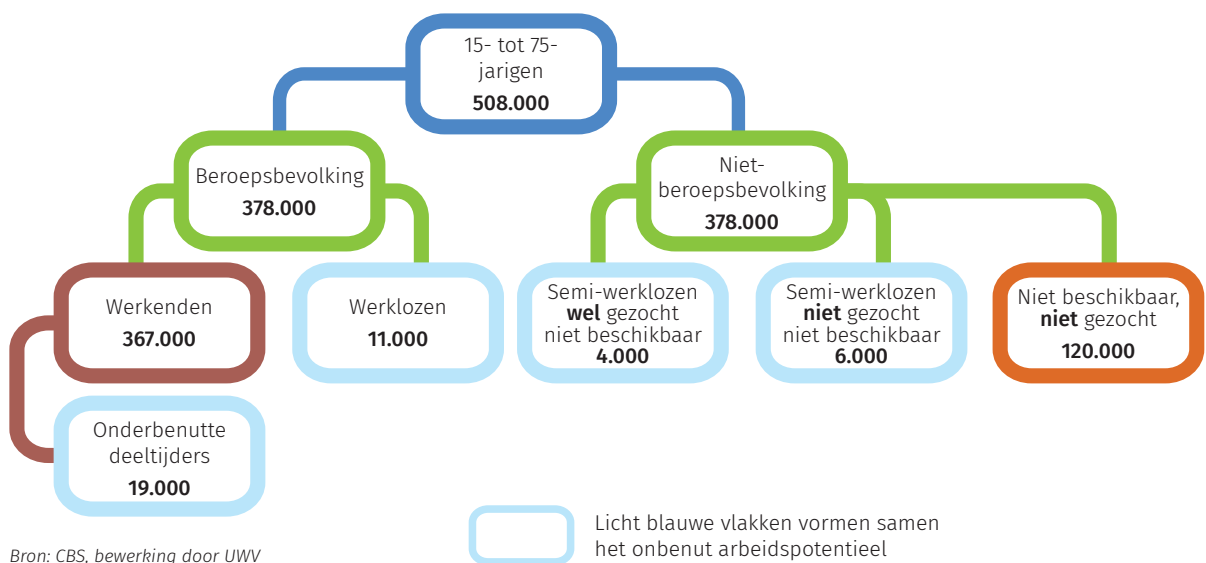 15- tot 75-
jarigen
508.000
Beroepsbevolking
378.000
Niet-
beroepsbevolking
378.000
Werkenden
367.000
Werklozen
11.000
Semi-werklozen
wel gezocht
niet beschikbaar
4.000
Semi-werklozen
niet gezocht
niet beschikbaar
6.000
Niet beschikbaar,
niet gezocht
120.000
Onderbenutte
deeltijders
19.000
Licht blauwe vlakken vormen samen
het onbenut arbeidspotentieel
Bron: CBS, bewerking door UWV